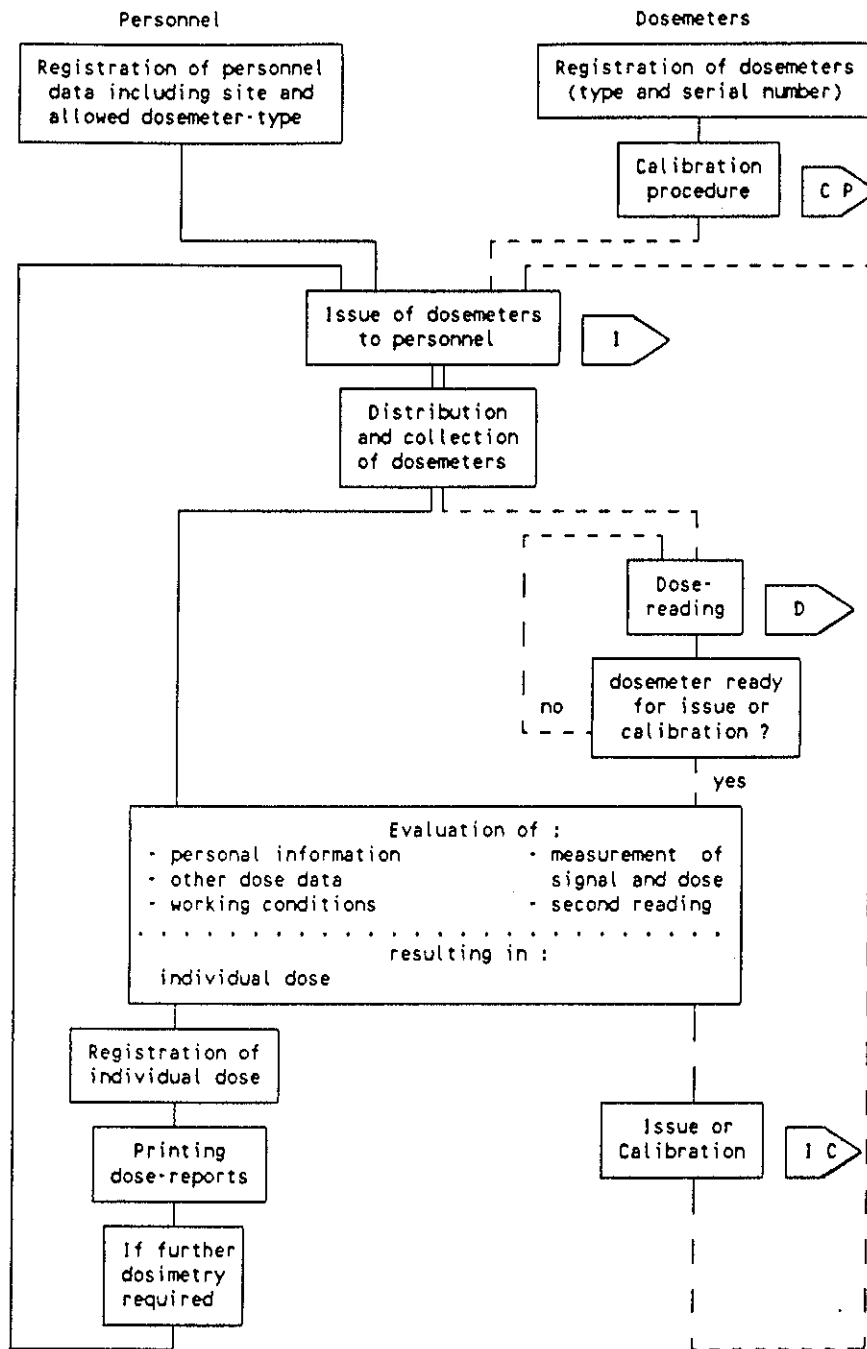 Personnel
Dosemeters
Registration of personnel
data including site and
allowed dosemeter-type
Registration of dosemeters
(type and serial number)
Calibration
procedure
C P
Issue of dosemeters
to personnel
I
Distribution
and collection
of dosemeters
Dose-
reading
D
dosemeter ready
for issue or
calibration ?
no
yes
Evaluation of :
- personal information
- other dose data
- working conditions
- measurement of
signal and dose
- second reading
resulting in :
individual dose
Registration of
individual dose
Printing
dose-reports
If further
dosimetry
required
Issue or
Calibration
I C